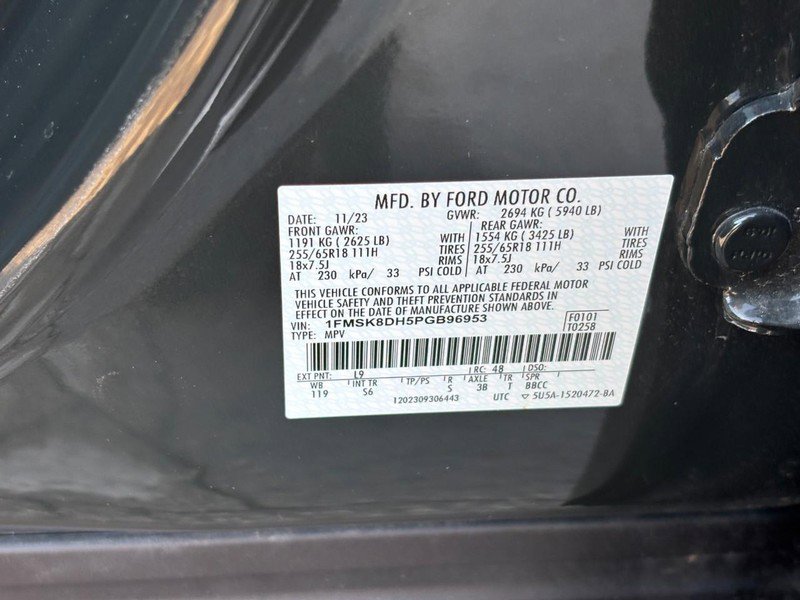 MFD. BY FORD MOTOR CO.
DATE: 11/23 GVWR: 2694 KG ( 5940 LB)
FRONT GAWR: REAR GAWR:
1191 KG ( 2625 LB) WITH 1554 KG ( 3425 LB) WITH
255/65R18 111H TIRES 255/65R18 111H TIRES
18x7.5J RIMS 18x7.5J RIMS
AT 230 kPa/ 33 PSI COLD AT 230 kPa/ 33 PSI COLD
THIS VEHICLE CONFORMS TO ALL APPLICABLE FEDERAL MOTOR
VEHICLE SAFETY AND THEFT PREVENTION STANDARDS IN
EFFECT ON THE DATE OF MANUFACTURE SHOWN ABOVE.
VIN: 1FMSK8DH5PGB96953 F0101
TYPE: MPV T0258
EXT PNT: L9 RC: 48 DSO:
WB INT TR TP/PS R AXLE TR SPR
119 S6 S 3B T BBCC
1202309306443 UTC ▽ 5U5A-1520472-BA